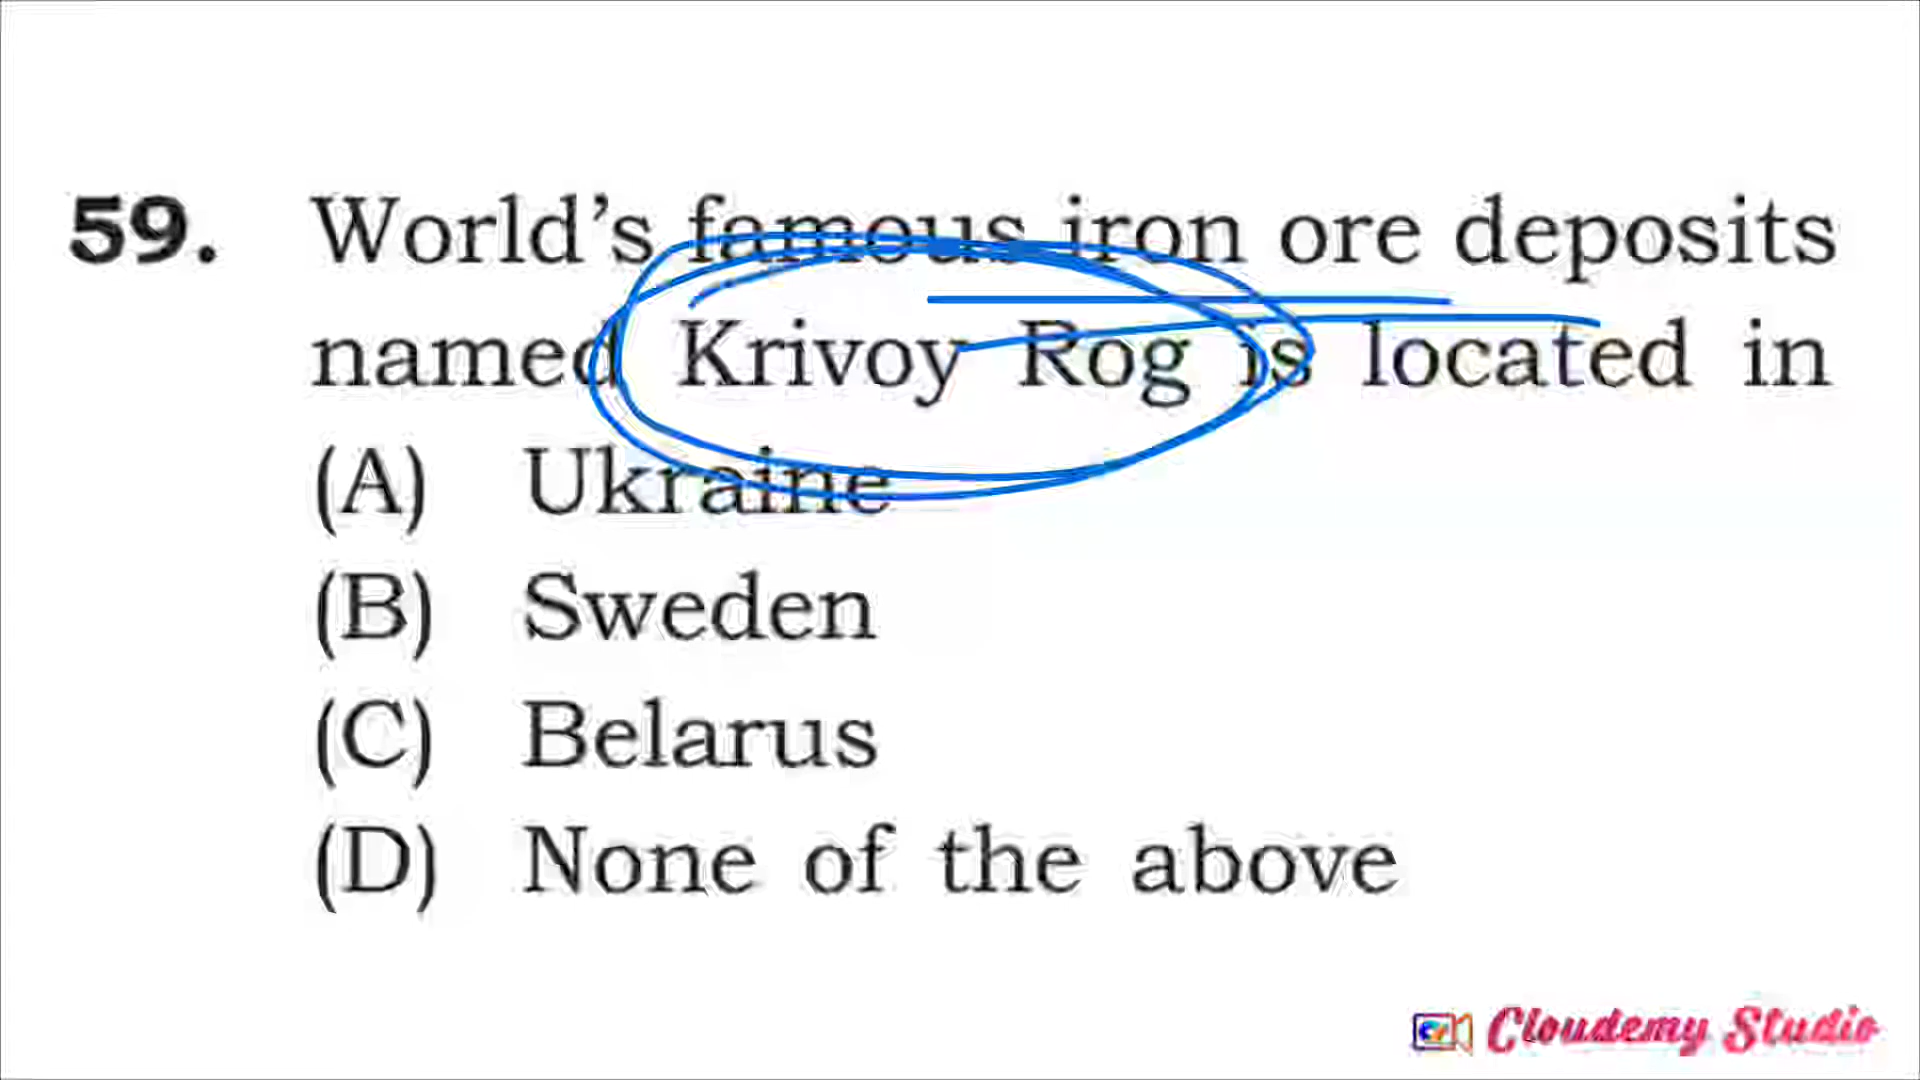 59. World's famous iron ore deposits
named Krivoy Rog is located in
(A) Ukraine
(B) Sweden
(C) Belarus
(D) None of the above
Cloudemy Studio